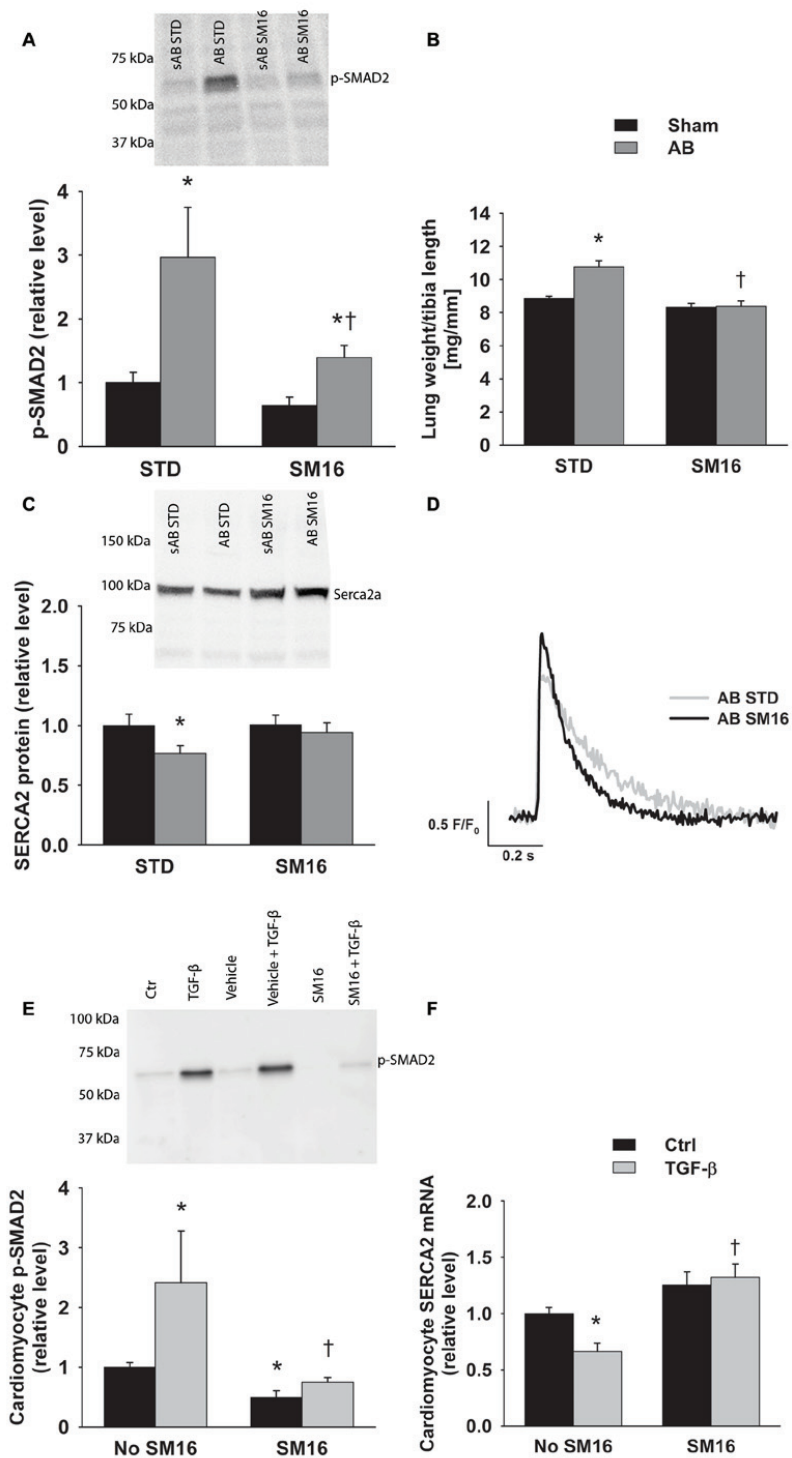 A
sAB STD
AB STD
sAB SM16
AB SM16
75 kDa
p-SMAD2
50 kDa
37 kDa
p-SMAD2 (relative level)
4
3
2
1
0
*
*†
STD
SM16
B
Sham
AB
Lung weight/tibia length
[mg/mm]
14
12
10
8
6
4
2
0
*
†
STD
SM16
C
sAB STD
AB STD
sAB SM16
AB SM16
150 kDa
100 kDa
Serca2a
75 kDa
SERCA2 protein (relative level)
2.0
1.5
1.0
0.5
0.0
*
STD
SM16
D
AB STD
AB SM16
0.5 F/F₀
0.2 s
E
Ctr
TGF-β
Vehicle
Vehicle + TGF-β
SM16
SM16 + TGF-β
100 kDa
75 kDa
p-SMAD2
50 kDa
37 kDa
Cardiomyocyte p-SMAD2
(relative level)
4
3
2
1
0
*
*
†
No SM16
SM16
F
Ctrl
TGF-β
Cardiomyocyte SERCA2 mRNA
(relative level)
2.0
1.5
1.0
0.5
0.0
*
†
No SM16
SM16